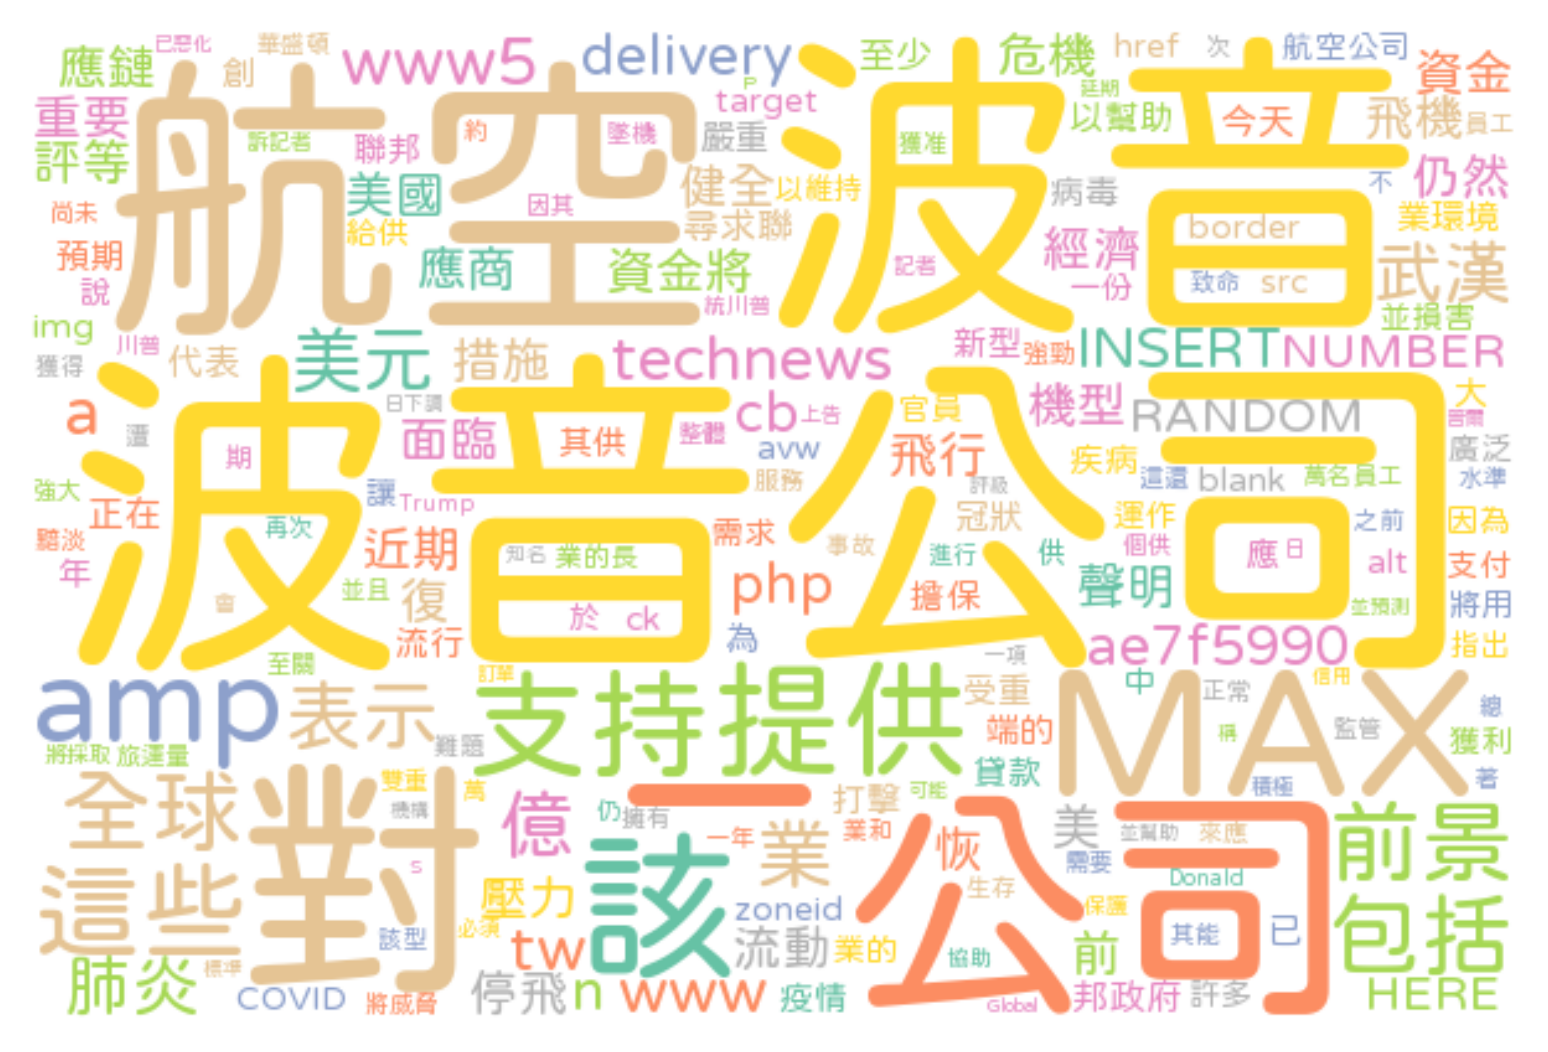 應鏈 已惡化 創 華盛頓 www5 delivery 至少 危機 href 次 航空公司 資金
重要 航空 波音 P target 延期 以幫助 今天 飛機 員工
評等 訴記者 聯邦 約 墜機 嚴重 獲准 仍然
美國 因其 健全 以維持 病毒 不 業環境
尚未 給供 尋求聯 border
預期 應商 資金將 記者 經濟 一份 致命 src 武漢
說 統川普 並損害
img 川普 美元 措施 technews 新型 強勁 INSERT NUMBER
獲得 代表 日下調 cb 上告 官員 機型 RANDOM 大
a 波音公司 面臨 其供 整體 avw 飛行 疾病 廣泛
遭 期 服務 評級 這還 blank 萬名員工 水準
強大 正在 讓 Trump 冠狀 運作 之前 因為
黯淡 再次 近期 知名 業的長 需求 事故 進行 供 個供 應 日 alt 支付
年 會 並且 復 於 ck php 擔保 聲明 並預測 將用
至關 流行 為 一項 ae7f5990 指出
amp 表示 訂單 支持提供 受重 中 正常 信用 MAX 總
將採取 旅運量 難題 端的 稱 監管 獲利
全球 對 雙重 萬 貸款 可能 積極 著
機構 億 仍 擁有 一 打擊 美 並幫助 來應 前景
這些 s 該 一年 業 業和 公司 恢 需要 Donald
壓力 zoneid 生存 保護 包括
必須 該型 tw 流動 業的 協助 前 其能 已
肺炎 標準 COVID 將威脅 停飛 n www 疫情 Global 邦政府 許多 HERE